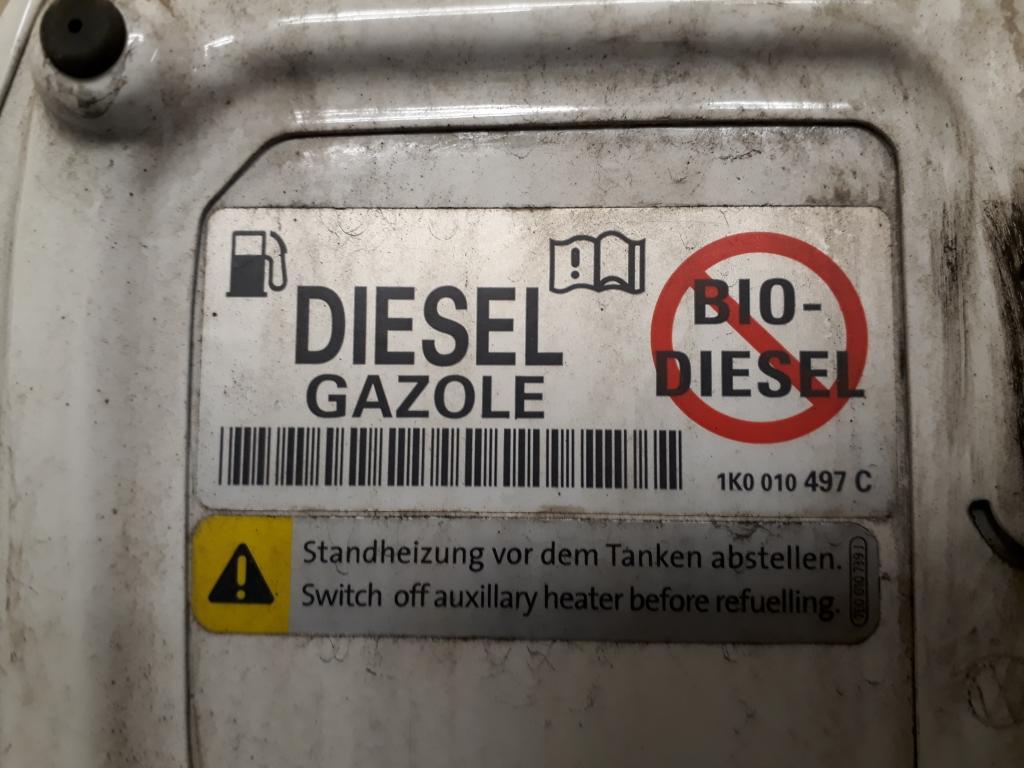 DIESEL
GAZOLE
BIO-
DIESEL
1K0 010 497 C
Standheizung vor dem Tanken abstellen.
Switch off auxillary heater before refuelling.